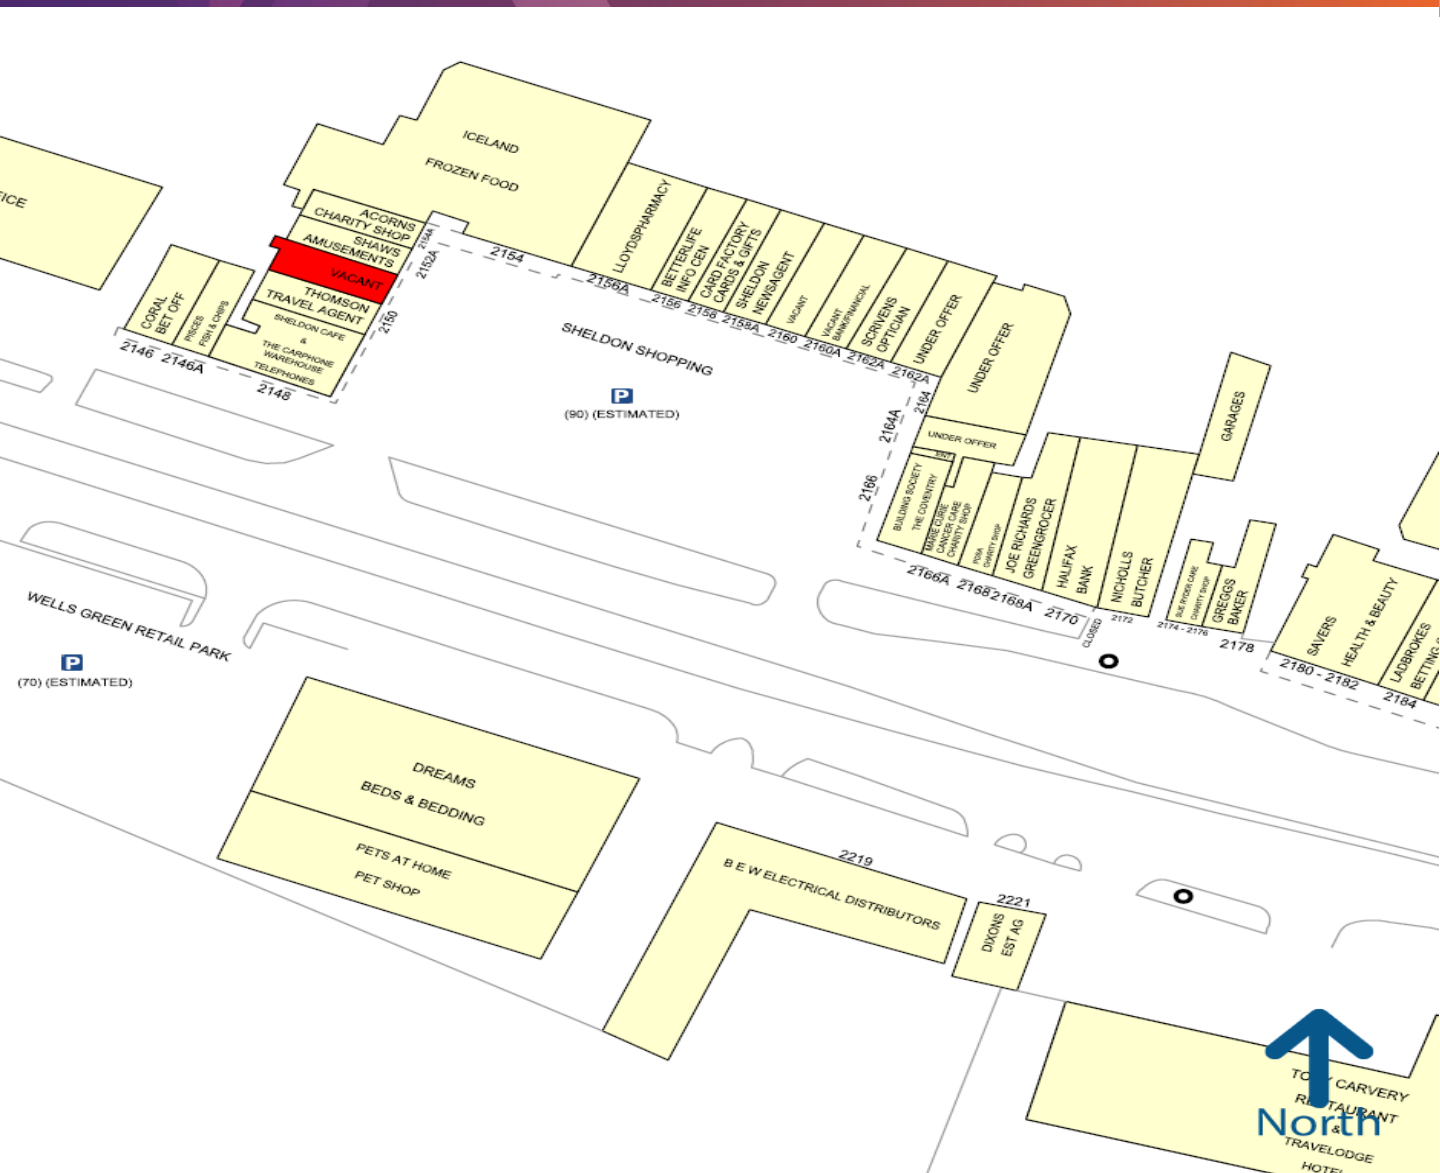 ICE
ICELAND
FROZEN FOOD
ACORNS
CHARITY SHOP
SHAWS
AMUSEMENTS
VACANT
THOMSON
TRAVEL AGENT
SHELDON CAFE
&
THE CARPHONE
WAREHOUSE
TELEPHONES
CORAL
BET OFF
PISCES
FISH & CHIPS
2146
2146A
2148
2150
2152A
2154A
2154
2156A
2156
2158
2158A
2160
2160A
2162A
2162A
2164
2164A
2166
LLOYDSPHARMACY
BETTERLIFE
INFO CEN
CARD FACTORY
CARDS & GIFTS
SHELDON
NEWSAGENT
VACANT
VACANT
BANK/FINANCIAL
SCRIVENS
OPTICIAN
UNDER OFFER
UNDER OFFER
UNDER OFFER
ENT
SHELDON SHOPPING
P
(90) (ESTIMATED)
BUILDING SOCIETY
THE COVENTRY
MARIE CURIE
CANCER CARE
CHARITY SHOP
CHARITY SHOP
JOE RICHARDS
GREENGROCER
HALIFAX
BANK
NICHOLLS
BUTCHER
GARAGES
SUE RYDER CARE
CHARITY SHOP
GREGGS
BAKER
SAVERS
HEALTH & BEAUTY
LADBROKES
BETTING
2166A
2168
2168A
2170
CLOSED
2172
2174 - 2176
2178
2180 - 2182
2184
WELLS GREEN RETAIL PARK
P
(70) (ESTIMATED)
DREAMS
BEDS & BEDDING
PETS AT HOME
PET SHOP
2219
B E W ELECTRICAL DISTRIBUTORS
2221
DIXONS
EST AG
CARVERY
&
TRAVELODGE
HOTEL
North